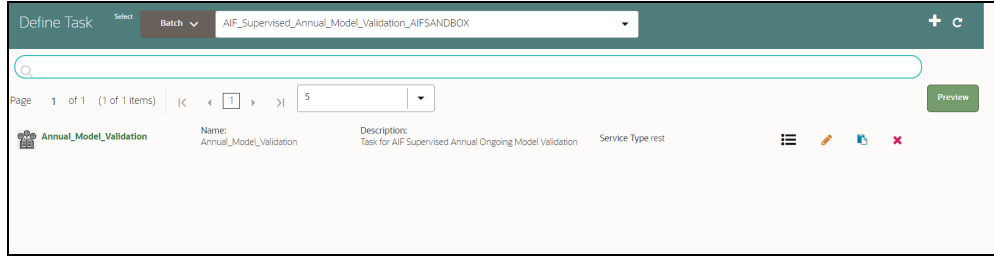 Define Task Select Batch AIF_Supervised_Annual_Model_Validation_AIFSANDBOX
Page 1 of 1 (1 of 1 items) 1 5 Preview
Annual_Model_Validation Name: Description: Service Type rest
Annual_Model_Validation Task for AIF Supervised Annual Ongoing Model Validation